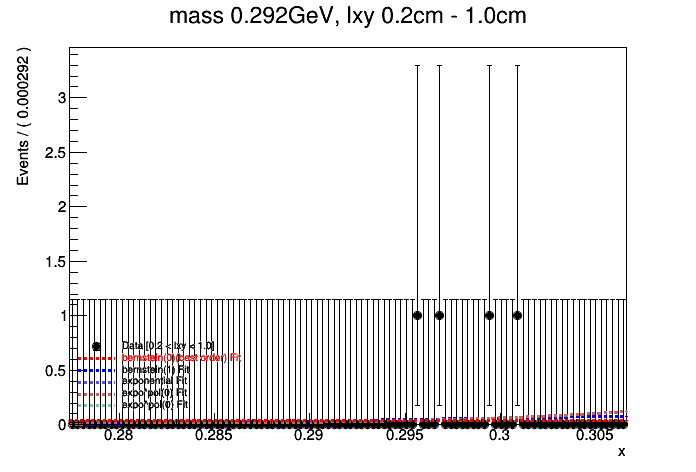 mass 0.292GeV, lxy 0.2cm - 1.0cm
Events / ( 0.000292 )
3
2.5
2
1.5
1
0.5
0
Data [0.2 < lxy < 1.0]
bernstein(0)(best order) Fit
bernstein(1) Fit
exponential Fit
expo*pol(0) Fit
expo*pol(0) Fit
0.28 0.285 0.29 0.295 0.3 0.305
x